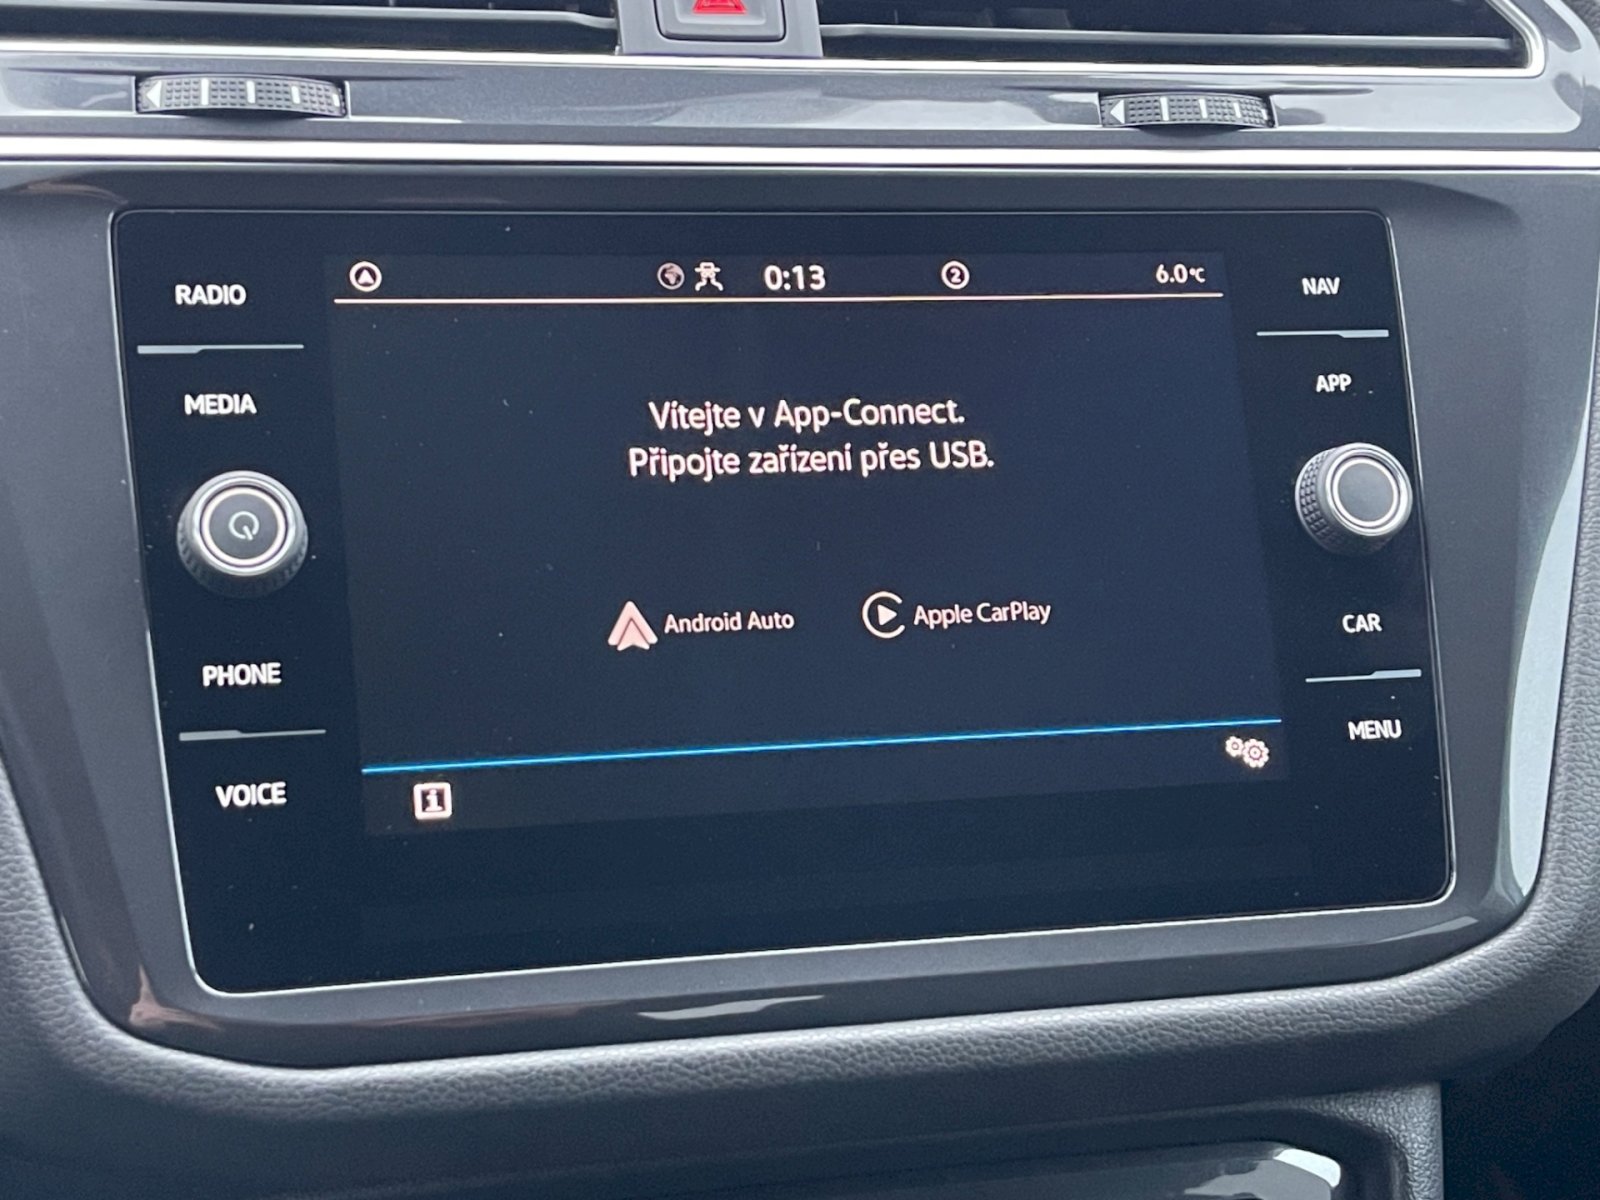 RADIO
MEDIA
PHONE
VOICE
0:13
2
6.0°C
Vítejte v App-Connect.
Připojte zařízení přes USB.
Android Auto
Apple CarPlay
i
NAV
APP
CAR
MENU